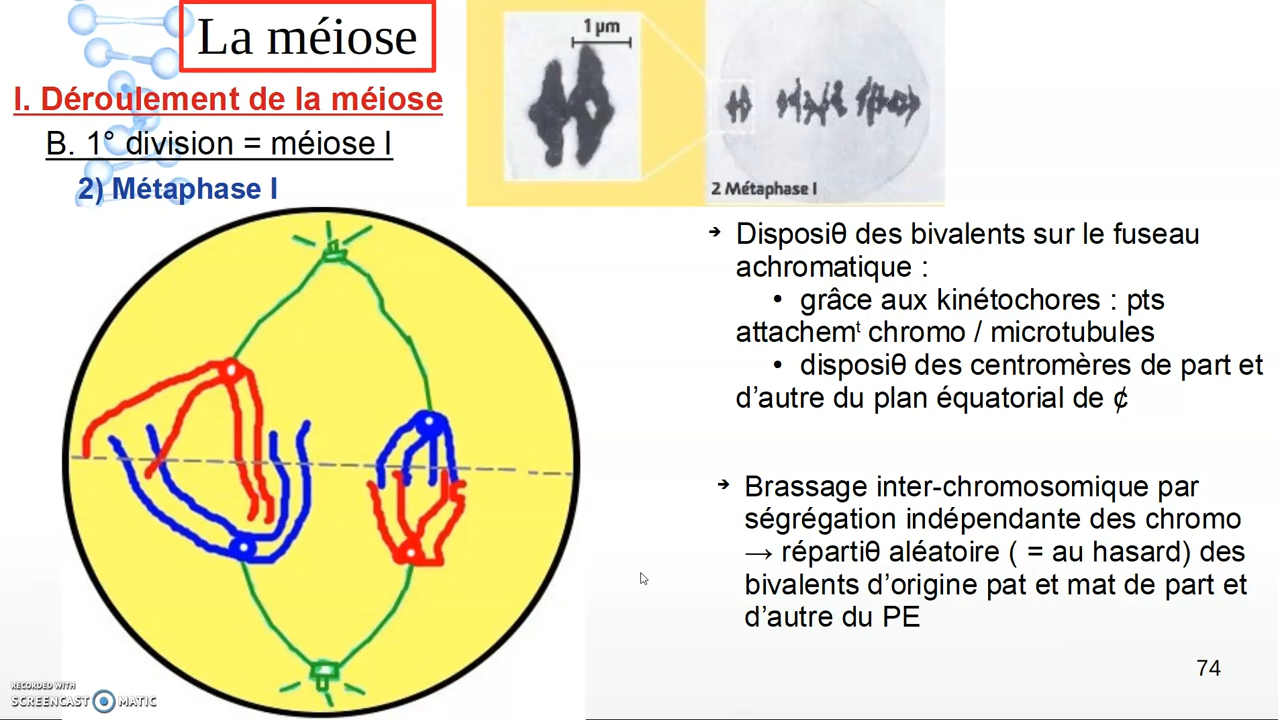 La méiose
I. Déroulement de la méiose
B. 1° division = méiose I
2) Métaphase I
1 µm
2 Métaphase I
➔ Disposiθ des bivalents sur le fuseau
achromatique :
• grâce aux kinétochores : pts
attachemᵗ chromo / microtubules
• disposiθ des centromères de part et
d’autre du plan équatorial de ¢
➔ Brassage inter-chromosomique par
ségrégation indépendante des chromo
→ répartiθ aléatoire ( = au hasard) des
bivalents d’origine pat et mat de part et
d’autre du PE
74
RECORDED WITH
SCREENCAST MATIC